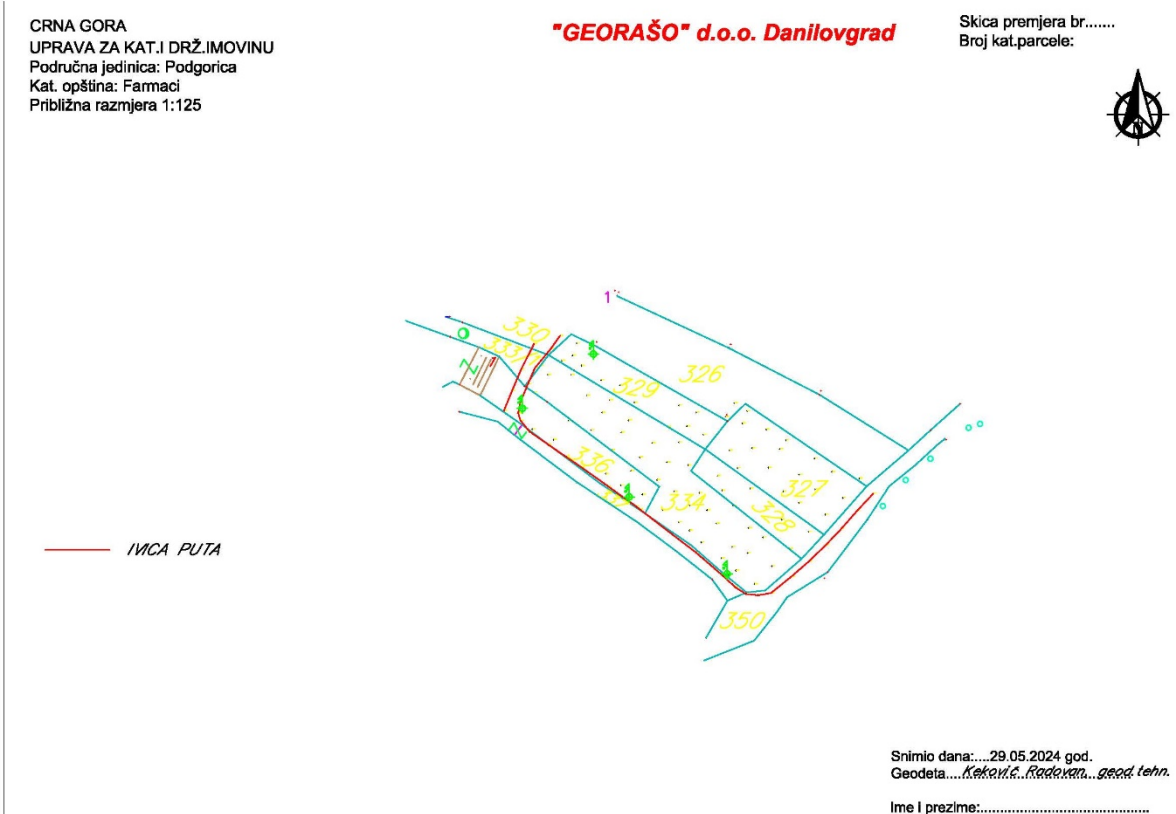 CRNA GORA
UPRAVA ZA KAT.I DRŽ.IMOVINU
Područna jedinica: Podgorica
Kat. opština: Farmaci
Približna razmjera 1:125
"GEORAŠO" d.o.o. Danilovgrad
Skica premjera br.......
Broj kat.parcele:
N
1
330
333/1
329
326
336
334
327
328
350
IVICA PUTA
Snimio dana:....29.05.2024 god.
Geodeta....Keković Radovan, geod.tehn.
Ime i prezime:..........................................